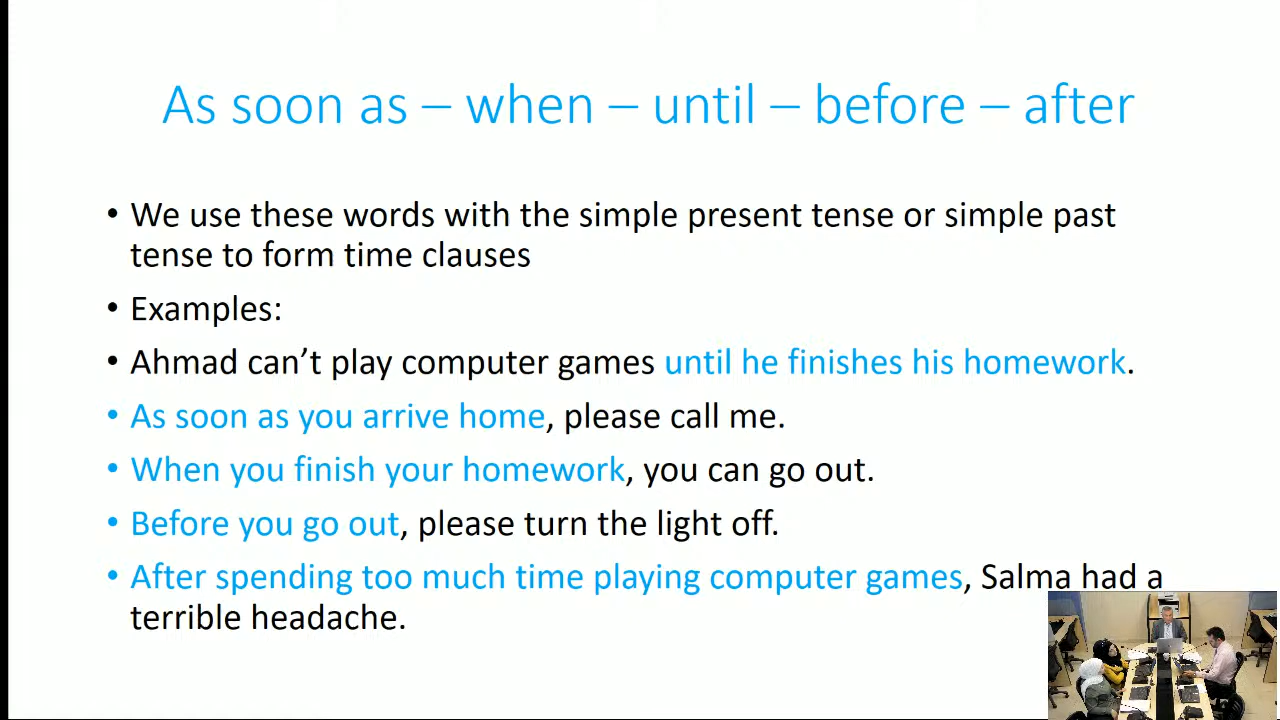 As soon as – when – until – before – after
• We use these words with the simple present tense or simple past
tense to form time clauses
• Examples:
• Ahmad can’t play computer games until he finishes his homework.
• As soon as you arrive home, please call me.
• When you finish your homework, you can go out.
• Before you go out, please turn the light off.
• After spending too much time playing computer games, Salma had a
terrible headache.